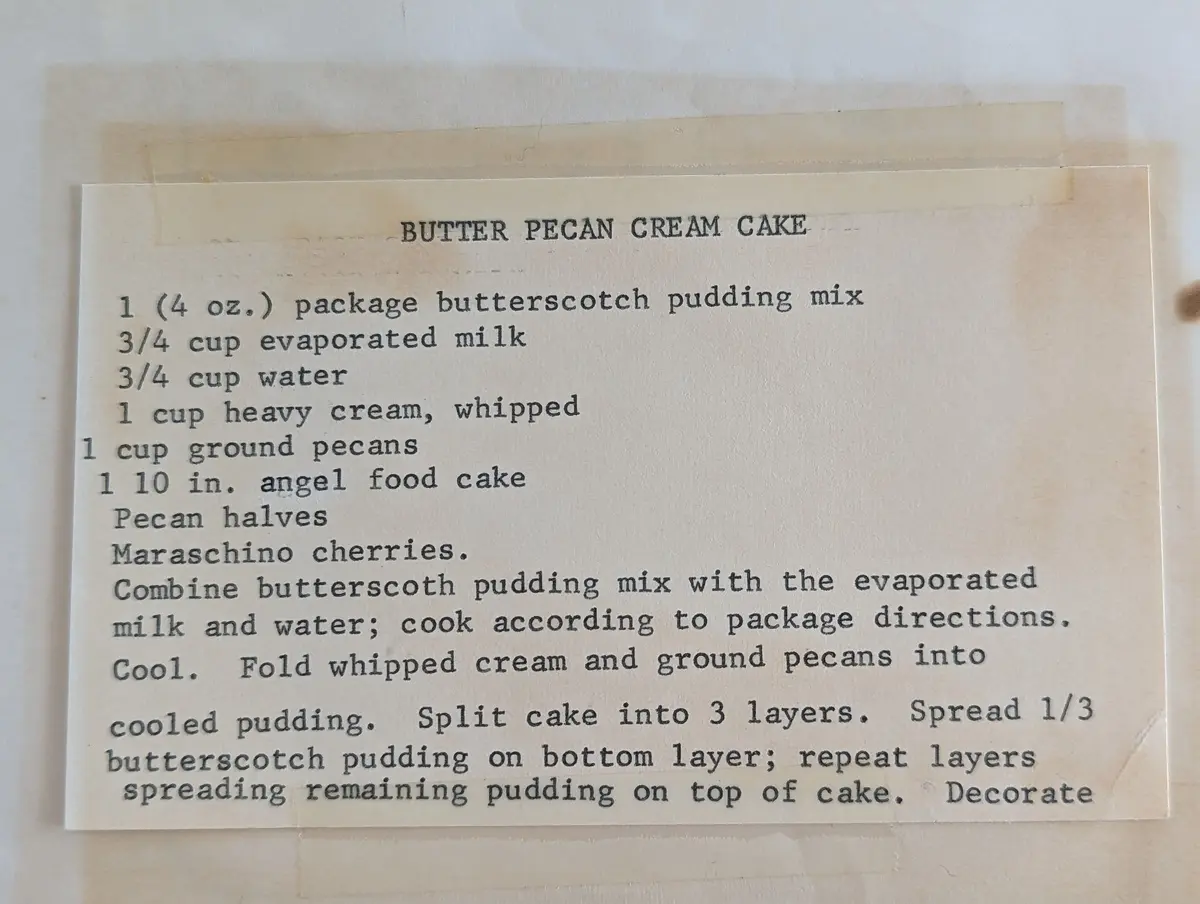 BUTTER PECAN CREAM CAKE
1 (4 oz.) package butterscotch pudding mix
3/4 cup evaporated milk
3/4 cup water
1 cup heavy cream, whipped
1 cup ground pecans
1 10 in. angel food cake
Pecan halves
Maraschino cherries.
Combine butterscoth pudding mix with the evaporated
milk and water; cook according to package directions.
Cool. Fold whipped cream and ground pecans into
cooled pudding. Split cake into 3 layers. Spread 1/3
butterscotch pudding on bottom layer; repeat layers
spreading remaining pudding on top of cake. Decorate